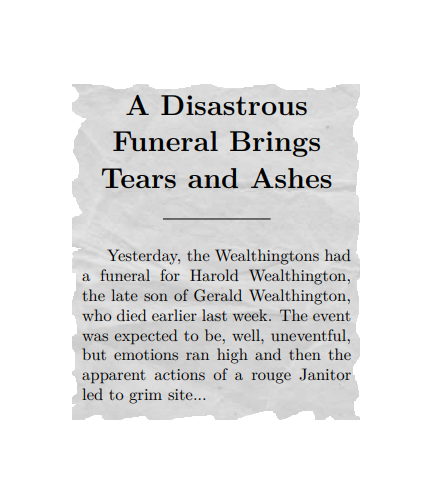 A Disastrous
Funeral Brings
Tears and Ashes
Yesterday, the Wealthingtons had
a funeral for Harold Wealthington,
the late son of Gerald Wealthington,
who died earlier last week. The event
was expected to be, well, uneventful,
but emotions ran high and then the
apparent actions of a rouge Janitor
led to grim site...